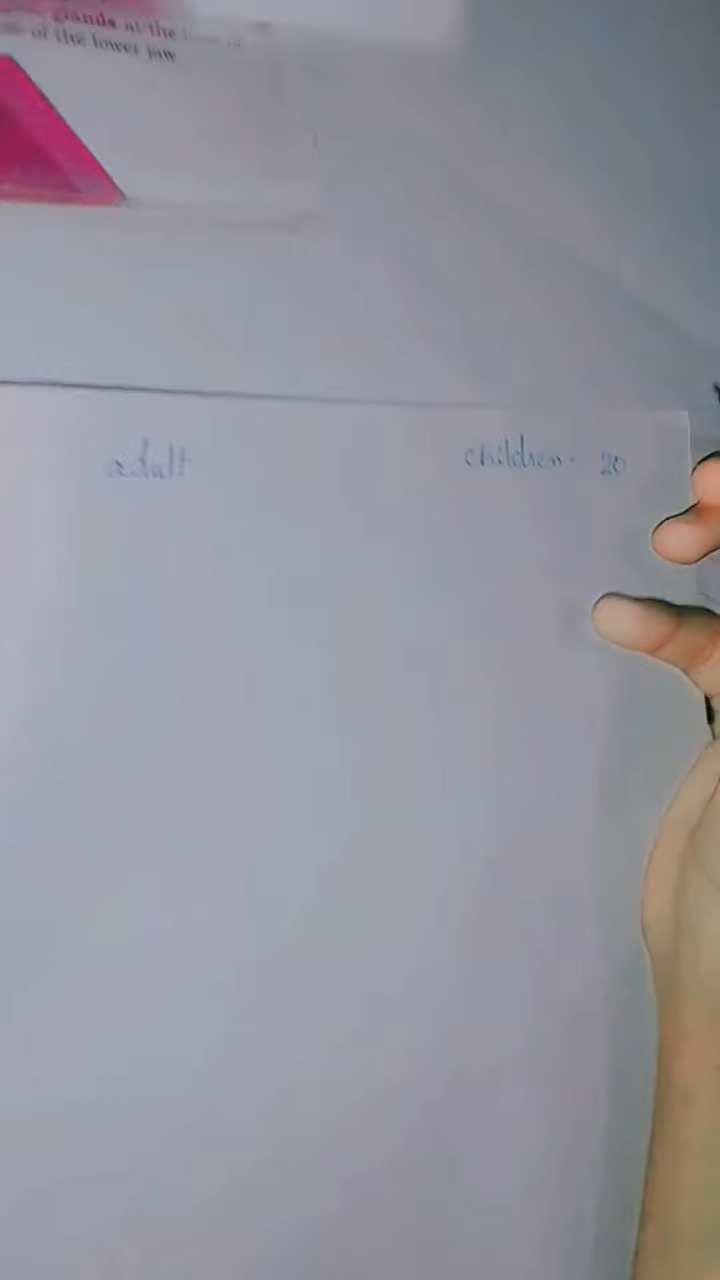 glands at the
of the lower jaw
adult children - 20